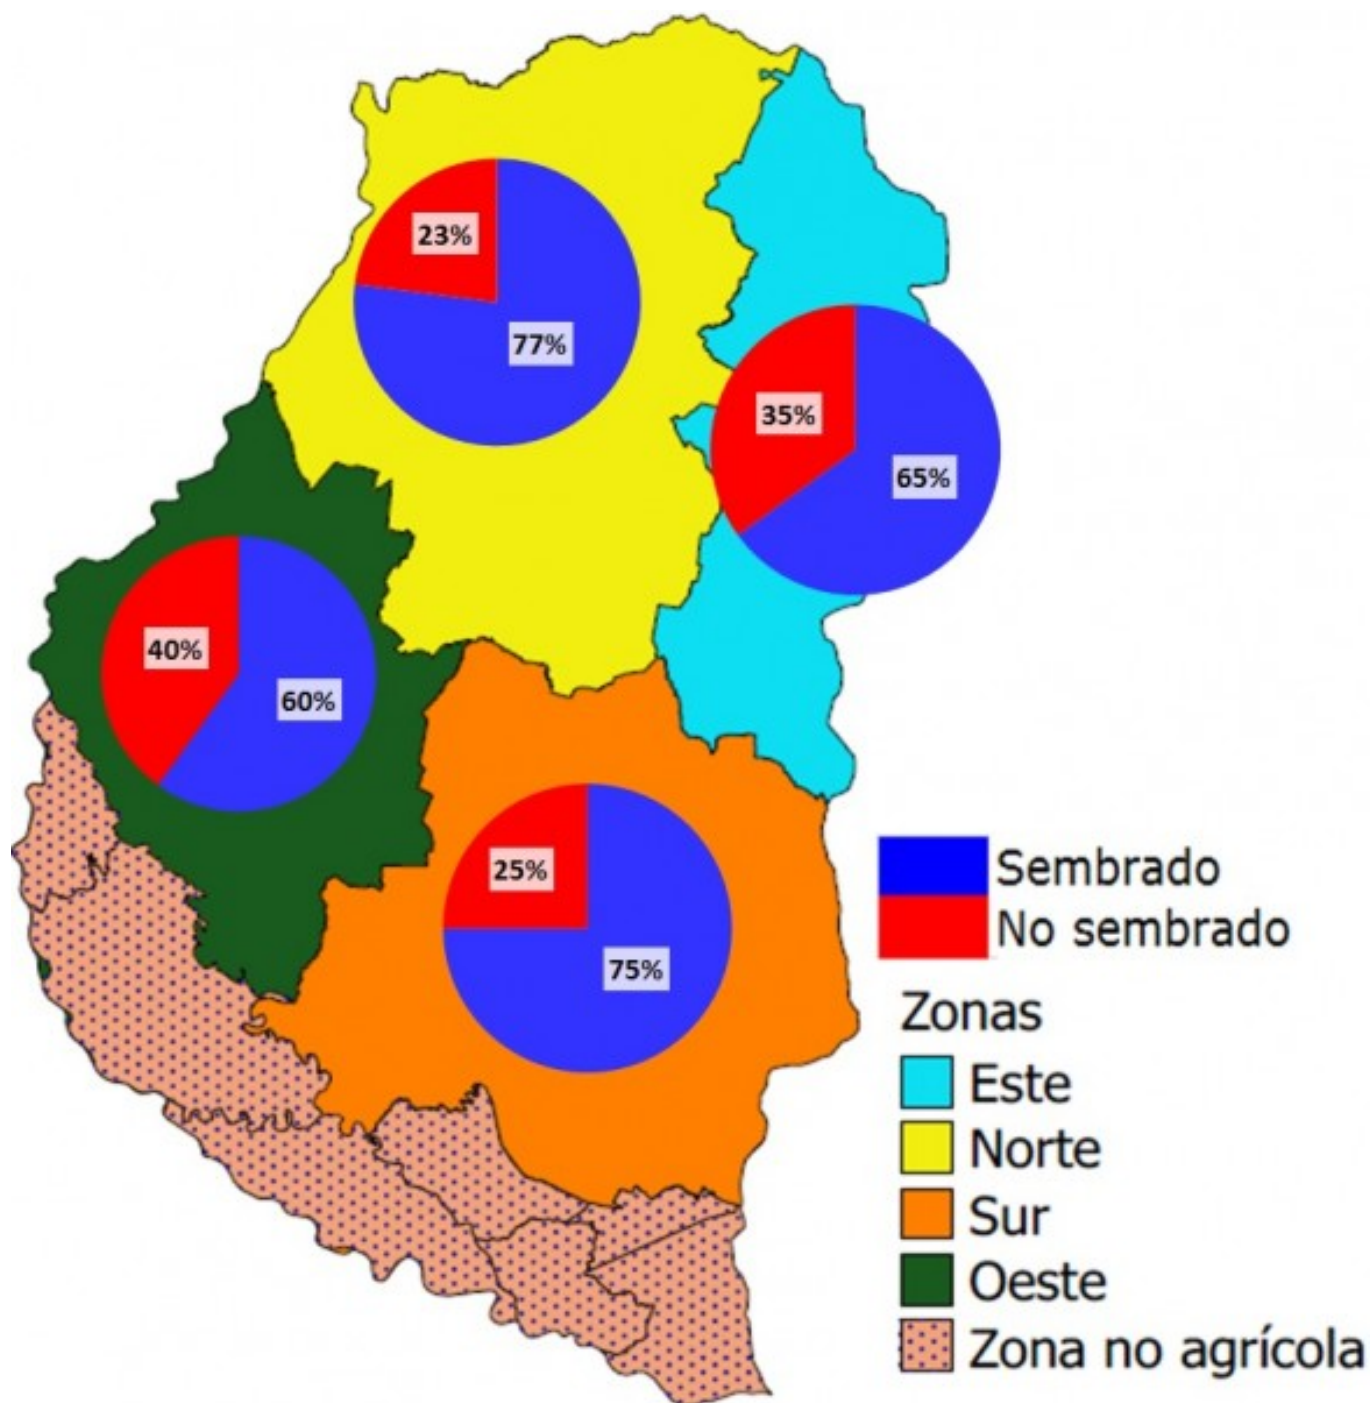 23%
77%
35%
65%
40%
60%
25%
75%
Sembrado
No sembrado
Zonas
Este
Norte
Sur
Oeste
Zona no agrícola